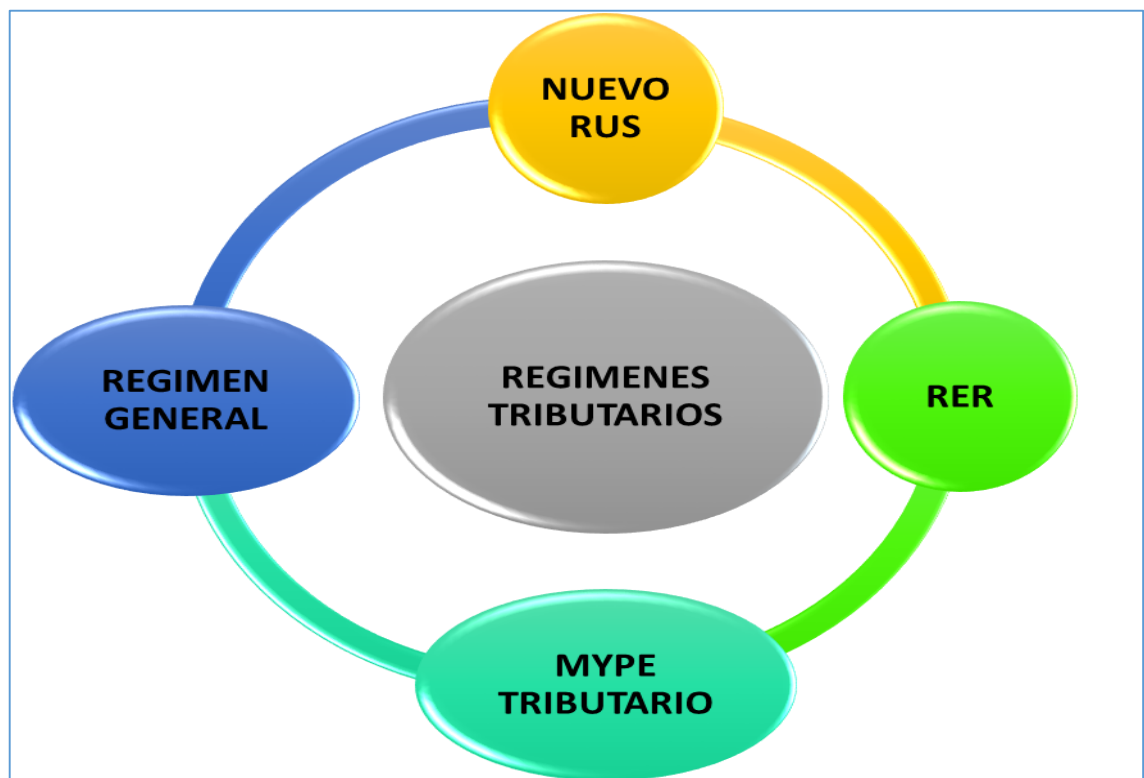 NUEVO
RUS
REGIMEN
GENERAL
REGIMENES
TRIBUTARIOS
RER
MYPE
TRIBUTARIO